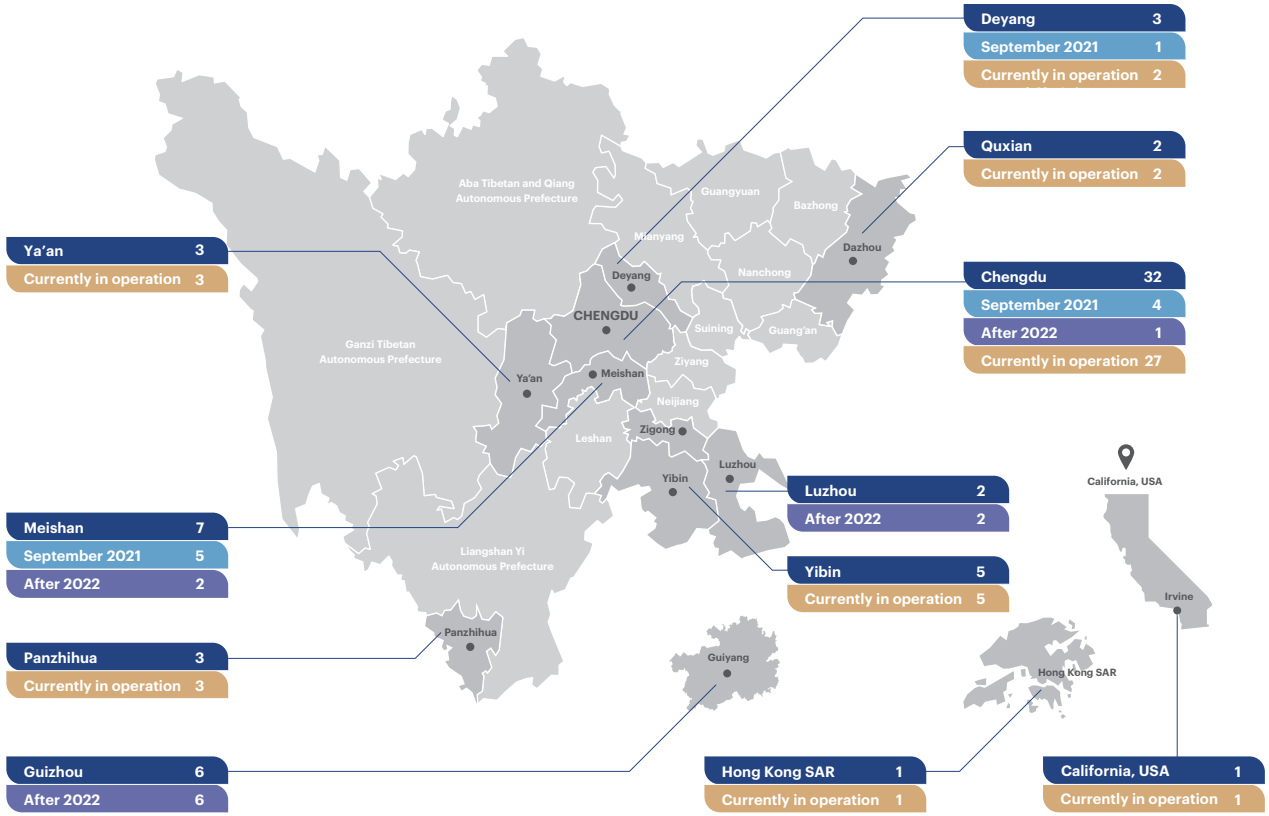 Deyang 3
September 2021 1
Currently in operation 2
Quxian 2
Currently in operation 2
Aba Tibetan and Qiang
Autonomous Prefecture
Guangyuan
Bazhong
Mianyang
Dazhou
Ya’an 3
Currently in operation 3
Deyang
Nanchong
Chengdu 32
September 2021 4
After 2022 1
Currently in operation 27
CHENGDU
Suining
Guang’an
Ganzi Tibetan
Autonomous Prefecture
Ziyang
Ya’an
Meishan
Neijiang
Zigong
Leshan
Luzhou
Yibin
California, USA
Luzhou 2
After 2022 2
Meishan 7
September 2021 5
After 2022 2
Liangshan Yi
Autonomous Prefecture
Yibin 5
Currently in operation 5
Irvine
Panzhihua
Panzhihua 3
Currently in operation 3
Guiyang
Hong Kong SAR
Guizhou 6
After 2022 6
Hong Kong SAR 1
Currently in operation 1
California, USA 1
Currently in operation 1